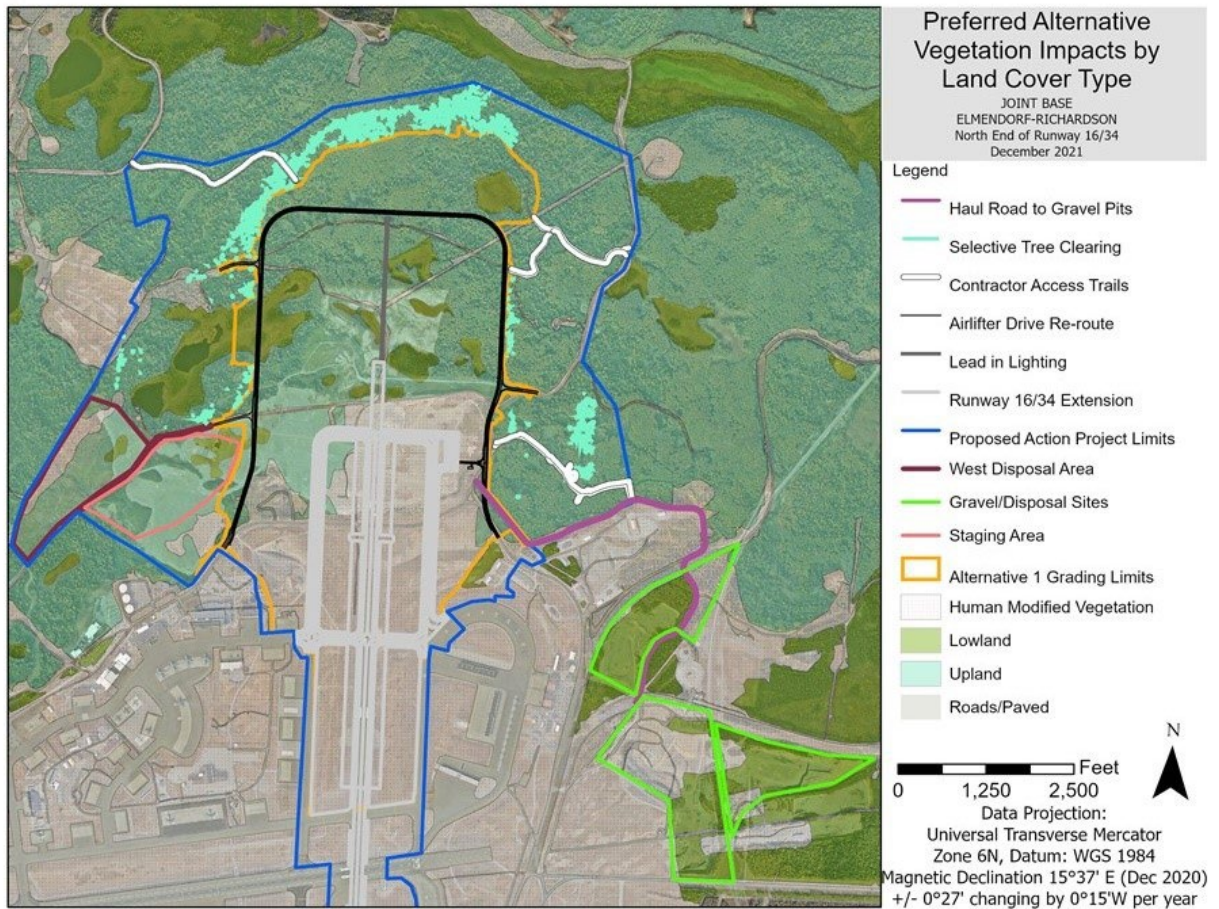 Preferred Alternative
Vegetation Impacts by
Land Cover Type
JOINT BASE
ELMENDORF-RICHARDSON
North End of Runway 16/34
December 2021
Legend
Haul Road to Gravel Pits
Selective Tree Clearing
Contractor Access Trails
Airlifter Drive Re-route
Lead in Lighting
Runway 16/34 Extension
Proposed Action Project Limits
West Disposal Area
Gravel/Disposal Sites
Staging Area
Alternative 1 Grading Limits
Human Modified Vegetation
Lowland
Upland
Roads/Paved
N
Feet
0 1,250 2,500
Data Projection:
Universal Transverse Mercator
Zone 6N, Datum: WGS 1984
Magnetic Declination 15°37' E (Dec 2020)
+/- 0°27' changing by 0°15'W per year